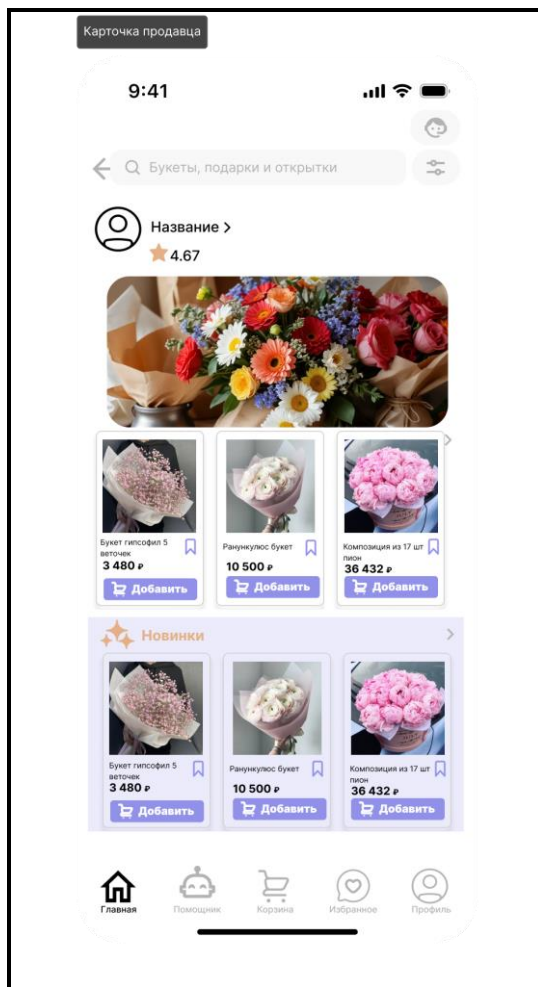 Карточка продавца
9:41
Букеты, подарки и открытки
Название >
4.67
Букет гипсофил 5
веточек
3 480 ₽
Добавить
Ранункулюс букет
10 500 ₽
Добавить
Композиция из 17 шт
пион
36 432 ₽
Добавить
Новинки
Букет гипсофил 5
веточек
3 480 ₽
Добавить
Ранункулюс букет
10 500 ₽
Добавить
Композиция из 17 шт
пион
36 432 ₽
Добавить
Главная
Помощник
Корзина
Избранное
Профиль